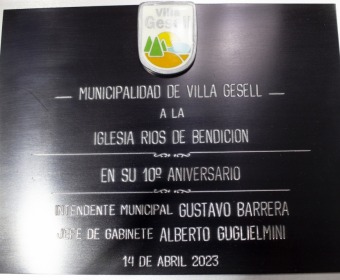 Villa
Gesell
— MUNICIPALIDAD DE VILLA GESELL —
A LA
IGLESIA RIOS DE BENDICION
EN SU 10º ANIVERSARIO
INTENDENTE MUNICIPAL GUSTAVO BARRERA
JEFE DE GABINETE ALBERTO GUGLIELMINI
14 DE ABRIL 2023